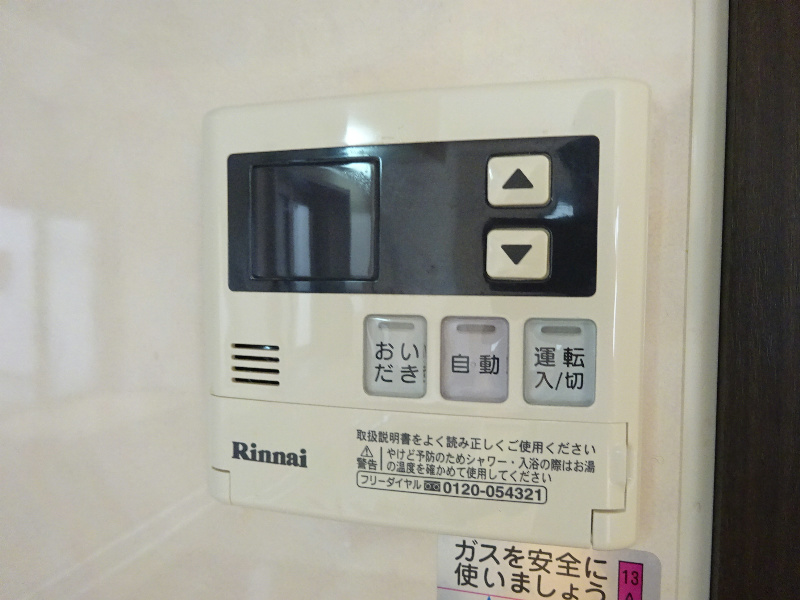 ▲
▼
おい
だき
自動
運転
入/切
Rinnai
取扱説明書をよく読み正しくご使用ください
⚠警告
やけど予防のためシャワー・入浴の際はお湯
の温度を確かめて使用してください
フリーダイヤル 0120-054321
ガスを安全に
使いましょう
13